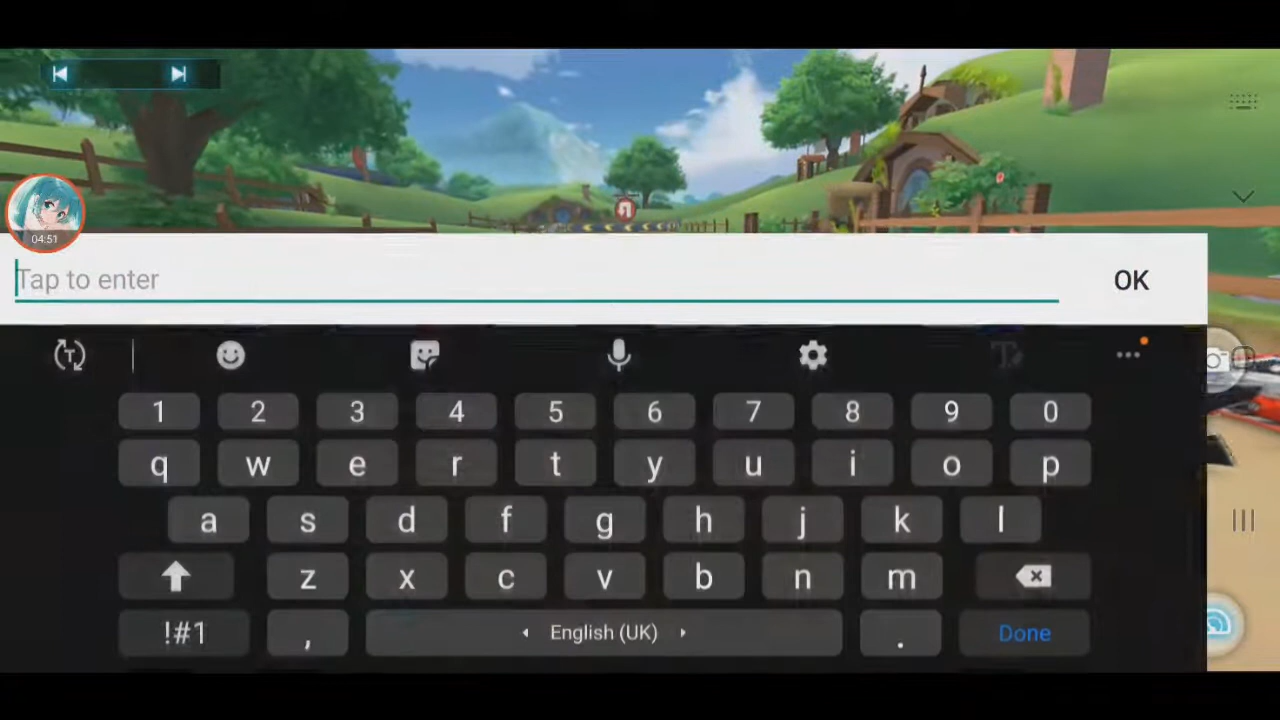 04:51
Tap to enter
OK
T
1 2 3 4 5 6 7 8 9 0
q w e r t y u i o p
a s d f g h j k l
z x c v b n m
!#1 , English (UK) . Done